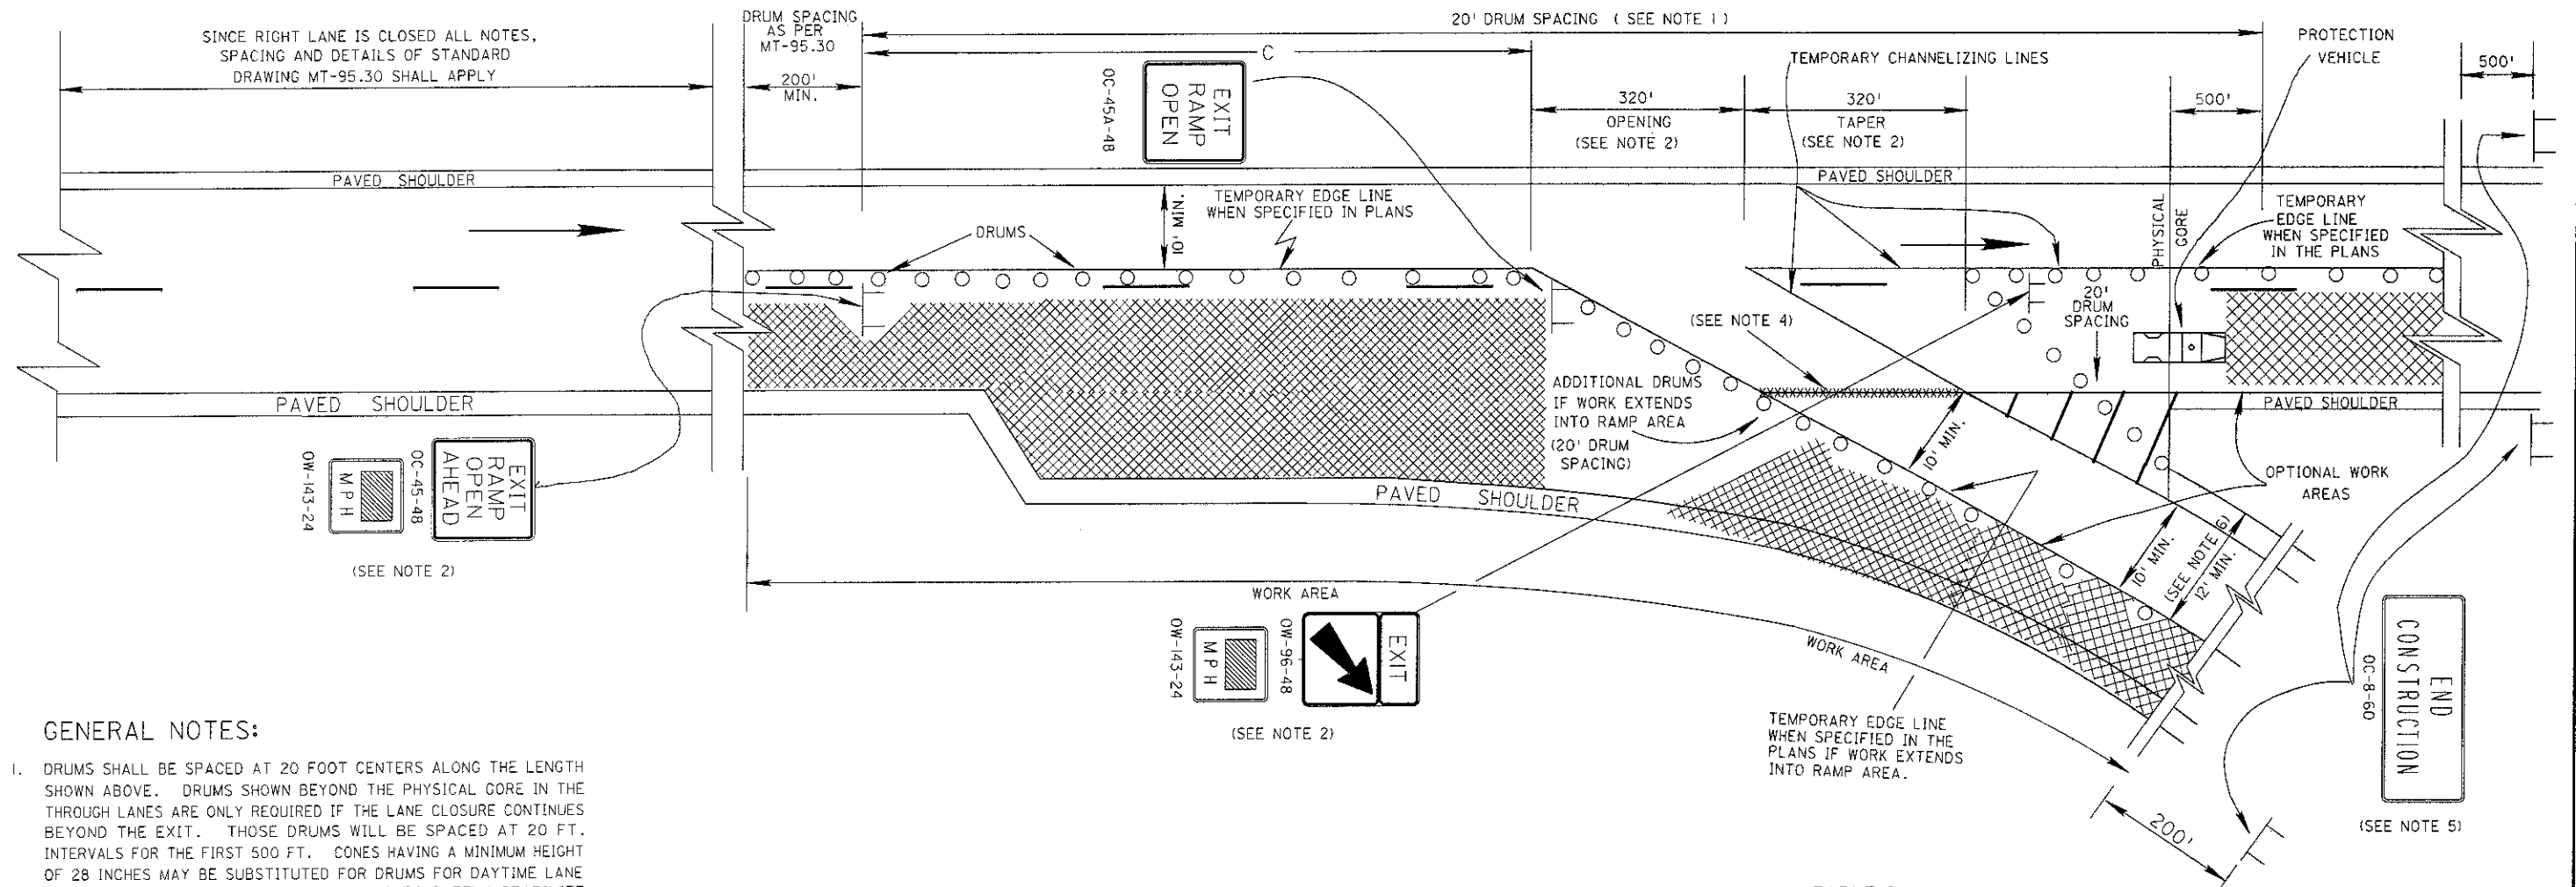 SINCE RIGHT LANE IS CLOSED ALL NOTES,
SPACING AND DETAILS OF STANDARD
DRAWING MT-95.30 SHALL APPLY
DRUM SPACING
AS PER
MT-95.30
200'
MIN.
20' DRUM SPACING ( SEE NOTE 1 )
C
EXIT
RAMP
OPEN
OC-45A-48
TEMPORARY CHANNELIZING LINES
320'
OPENING
(SEE NOTE 2)
320'
TAPER
(SEE NOTE 2)
500'
PROTECTION
VEHICLE
500'
PAVED SHOULDER
PAVED SHOULDER
10' MIN.
TEMPORARY EDGE LINE
WHEN SPECIFIED IN PLANS
DRUMS
PHYSICAL
GORE
TEMPORARY
EDGE LINE
WHEN SPECIFIED
IN THE PLANS
20'
DRUM
SPACING
(SEE NOTE 4)
ADDITIONAL DRUMS
IF WORK EXTENDS
INTO RAMP AREA
(20' DRUM
SPACING)
PAVED SHOULDER
PAVED SHOULDER
PAVED SHOULDER
10' MIN.
OPTIONAL WORK
AREAS
10' MIN.
(SEE NOTE 6)
12' MIN.
EXIT
RAMP
OPEN
AHEAD
OC-45-48
MPH
OW-143-24
(SEE NOTE 2)
WORK AREA
WORK AREA
EXIT
OW-96-48
MPH
OW-143-24
(SEE NOTE 2)
TEMPORARY EDGE LINE
WHEN SPECIFIED IN THE
PLANS IF WORK EXTENDS
INTO RAMP AREA.
END
CONSTRUCTION
OC-8-60
(SEE NOTE 5)
200'
GENERAL NOTES:
1. DRUMS SHALL BE SPACED AT 20 FOOT CENTERS ALONG THE LENGTH
SHOWN ABOVE. DRUMS SHOWN BEYOND THE PHYSICAL GORE IN THE
THROUGH LANES ARE ONLY REQUIRED IF THE LANE CLOSURE CONTINUES
BEYOND THE EXIT. THOSE DRUMS WILL BE SPACED AT 20 FT.
INTERVALS FOR THE FIRST 500 FT. CONES HAVING A MINIMUM HEIGHT
OF 28 INCHES MAY BE SUBSTITUTED FOR DRUMS FOR DAYTIME LANE